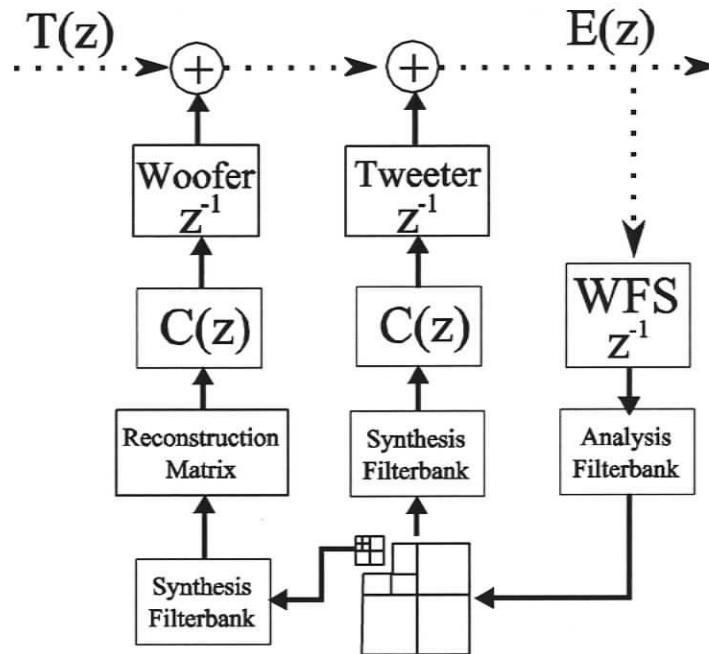 T(z)
E(z)
+
+
Woofer
z⁻¹
Tweeter
z⁻¹
WFS
z⁻¹
C(z)
C(z)
Reconstruction
Matrix
Synthesis
Filterbank
Analysis
Filterbank
Synthesis
Filterbank